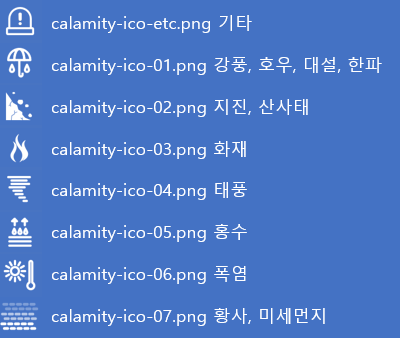 calamity-ico-etc.png 기타
calamity-ico-01.png 강풍, 호우, 대설, 한파
calamity-ico-02.png 지진, 산사태
calamity-ico-03.png 화재
calamity-ico-04.png 태풍
calamity-ico-05.png 홍수
calamity-ico-06.png 폭염
calamity-ico-07.png 황사, 미세먼지